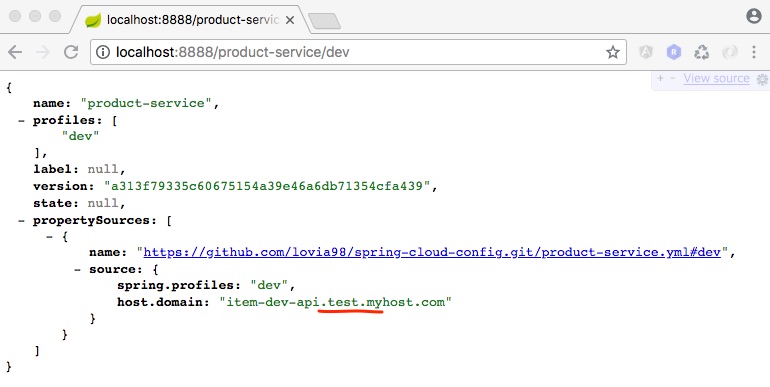 localhost:8888/product-servic
localhost:8888/product-service/dev
+ - View source
{
name: "product-service",
- profiles: [
"dev"
],
label: null,
version: "a313f79335c60675154a39e46a6db71354cfa439",
state: null,
- propertySources: [
- {
name: "https://github.com/lovia98/spring-cloud-config.git/product-service.yml#dev",
- source: {
spring.profiles: "dev",
host.domain: "item-dev-api.test.myhost.com"
}
}
]
}